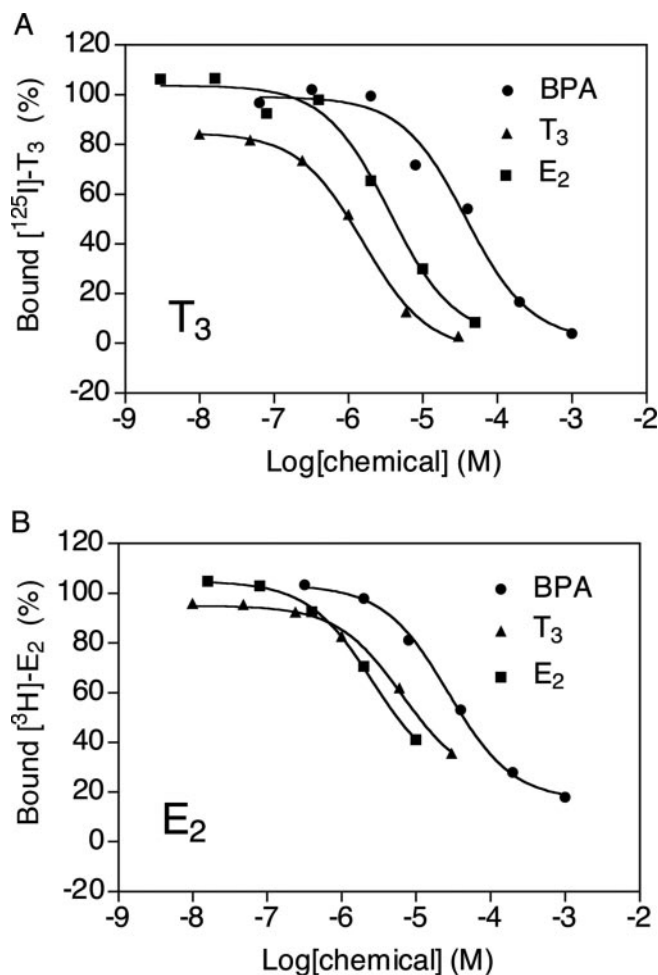 A
Bound [¹²⁵I]-T₃ (%)
120
100
80
60
40
20
0
-20
BPA
T₃
E₂
T₃
-9 -8 -7 -6 -5 -4 -3 -2
Log[chemical] (M)
B
Bound [³H]-E₂ (%)
120
100
80
60
40
20
0
-20
BPA
T₃
E₂
E₂
-9 -8 -7 -6 -5 -4 -3 -2
Log[chemical] (M)